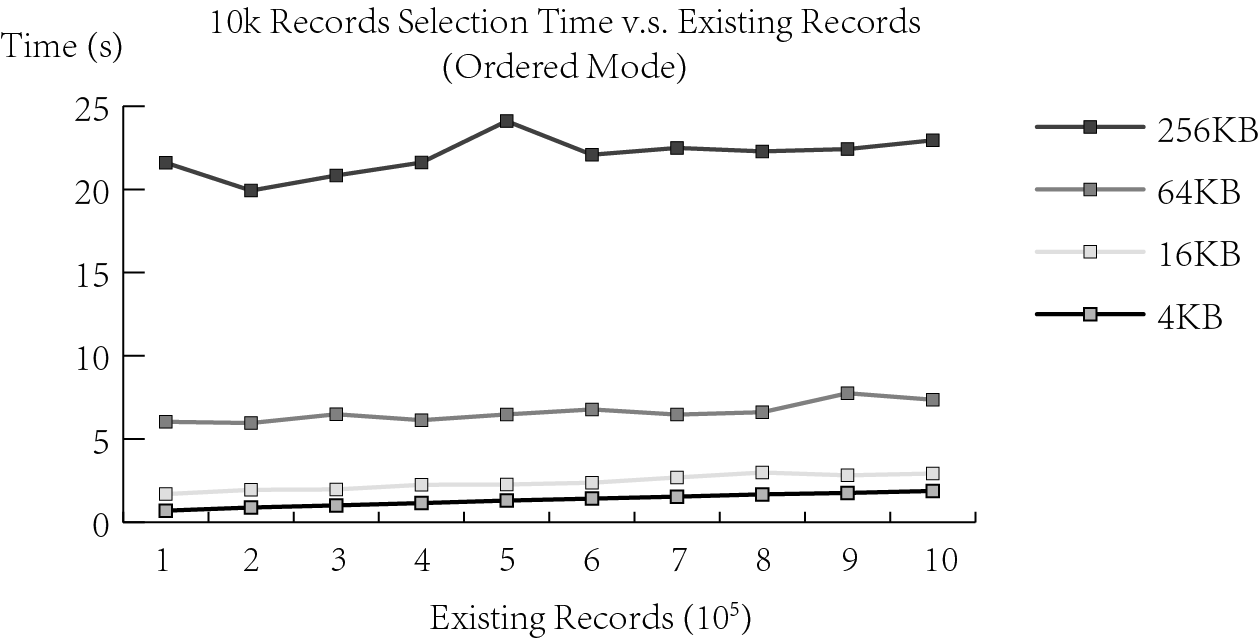 10k Records Selection Time v.s. Existing Records
(Ordered Mode)
Time (s)
25
20
15
10
5
0
1 2 3 4 5 6 7 8 9 10
Existing Records (10⁵)
256KB
64KB
16KB
4KB